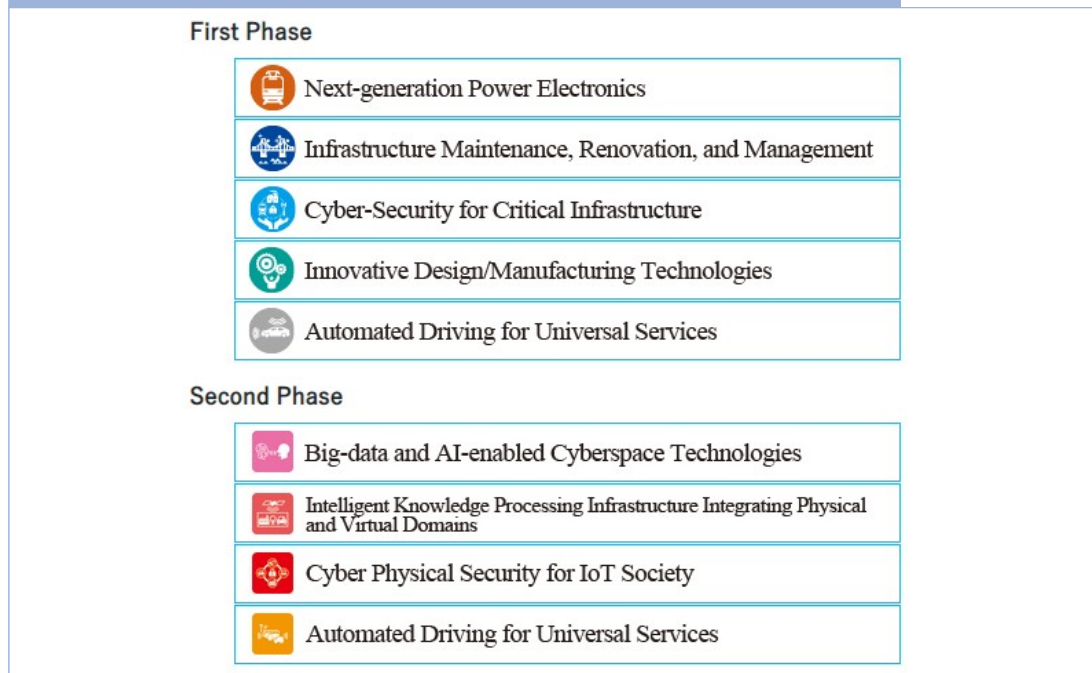 First Phase
Next-generation Power Electronics
Infrastructure Maintenance, Renovation, and Management
Cyber-Security for Critical Infrastructure
Innovative Design/Manufacturing Technologies
Automated Driving for Universal Services
Second Phase
Big-data and AI-enabled Cyberspace Technologies
Intelligent Knowledge Processing Infrastructure Integrating Physical
and Virtual Domains
Cyber Physical Security for IoT Society
Automated Driving for Universal Services